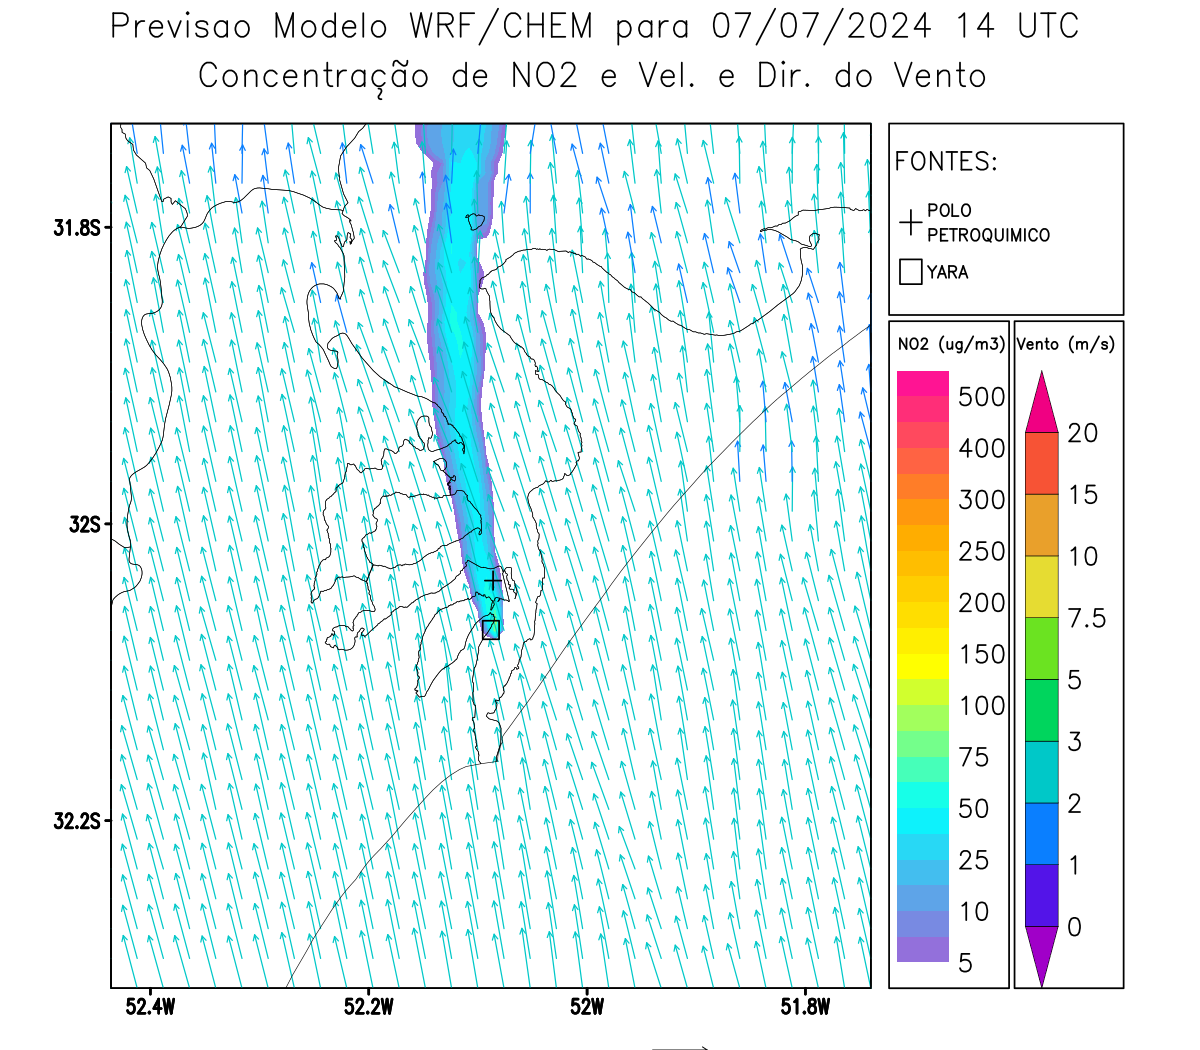 Previsao Modelo WRF/CHEM para 07/07/2024 14 UTC
Concentração de NO2 e Vel. e Dir. do Vento
FONTES:
POLO
PETROQUIMICO
YARA
NO2 (ug/m3)
500
400
300
250
200
150
100
75
50
25
10
5
Vento (m/s)
20
15
10
7.5
5
3
2
1
0
31.8S
32S
32.2S
52.4W
52.2W
52W
51.8W